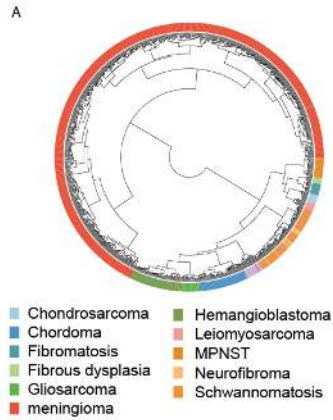 A
Chondrosarcoma
Chordoma
Fibromatosis
Fibrous dysplasia
Gliosarcoma
meningioma
Hemangioblastoma
Leiomyosarcoma
MPNST
Neurofibroma
Schwannomatosis